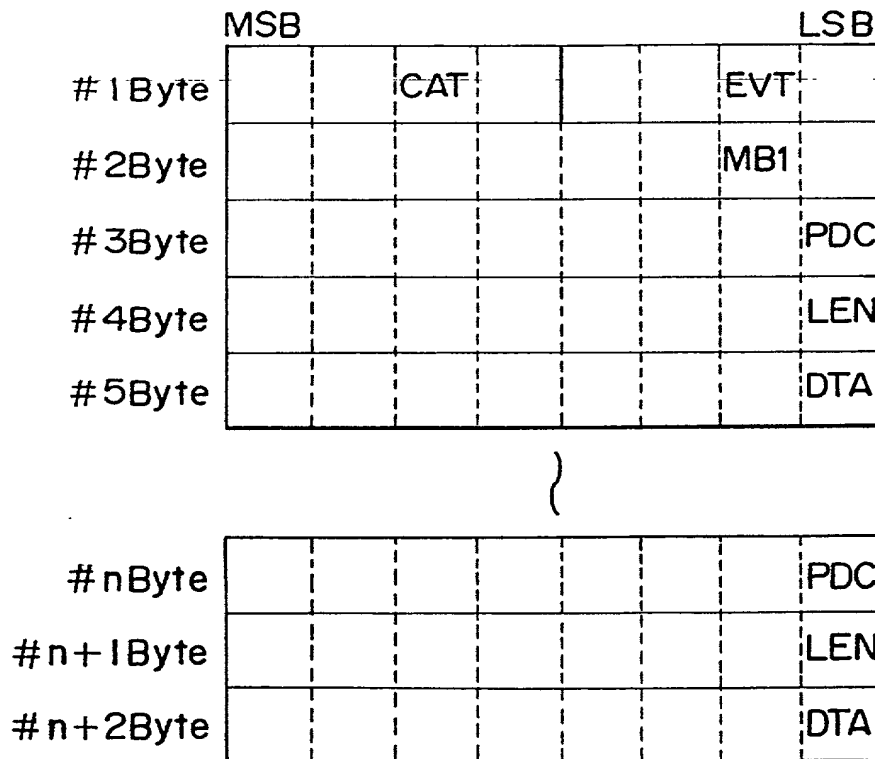 MSB LSB
#1Byte CAT EVT
#2Byte MB1
#3Byte PDC
#4Byte LEN
#5Byte DTA
#nByte PDC
#n+1Byte LEN
#n+2Byte DTA